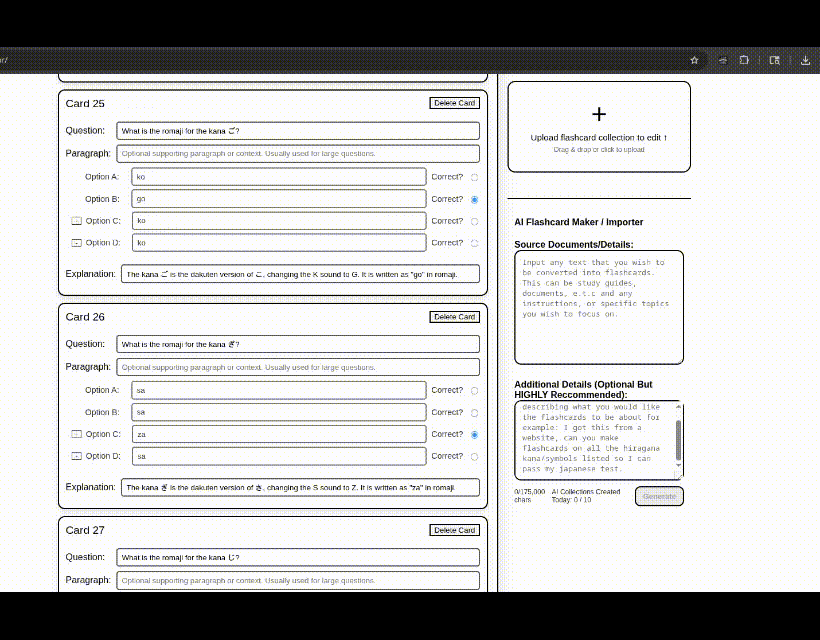 r/
Card 25
Delete Card
Question: What is the romaji for the kana ご?
Paragraph: Optional supporting paragraph or context. Usually used for large questions.
Option A: ko Correct?
Option B: go Correct?
- Option C: ko Correct?
- Option D: ko Correct?
Explanation: The kana ご is the dakuten version of こ, changing the K sound to G. It is written as "go" in romaji.
Card 26
Delete Card
Question: What is the romaji for the kana ざ?
Paragraph: Optional supporting paragraph or context. Usually used for large questions.
Option A: sa Correct?
Option B: sa Correct?
- Option C: za Correct?
- Option D: sa Correct?
Explanation: The kana ざ is the dakuten version of さ, changing the S sound to Z. It is written as "za" in romaji.
Card 27
Delete Card
Question: What is the romaji for the kana じ?
Paragraph: Optional supporting paragraph or context. Usually used for large questions.
+
Upload flashcard collection to edit ↑
Drag & drop or click to upload
AI Flashcard Maker / Importer
Source Documents/Details:
Input any text that you wish to
be converted into flashcards.
This can be study guides,
documents, e.t.c and any
instructions, or specific topics
you wish to focus on.
Additional Details (Optional But
HIGHLY Reccommended):
describing what you would like
the flashcards to be about for
example: I got this from a
website, can you make
flashcards on all the hiragana
kana/symbols listed so I can
pass my japanese test.
0/175,000
chars
AI Collections Created
Today: 0 / 10
Generate